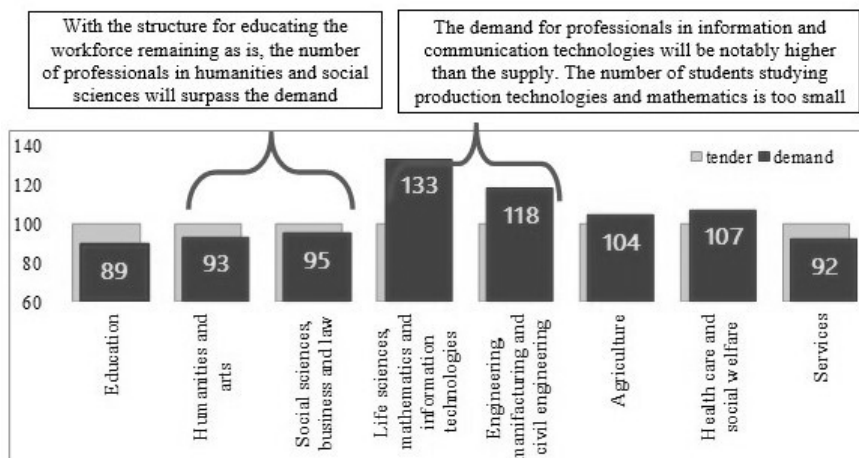 With the structure for educating the
workforce remaining as is, the number
of professionals in humanities and social
sciences will surpass the demand
The demand for professionals in information and
communication technologies will be notably higher
than the supply. The number of students studying
production technologies and mathematics is too small
140
120
100
80
60
tender demand
89
93
95
133
118
104
107
92
Education
Humanities and
arts
Social sciences,
business and law
Life sciences,
mathematics and
information
technologies
Engineering,
manifacturing and
civil engineering
Agriculture
Health care and
social welfare
Services